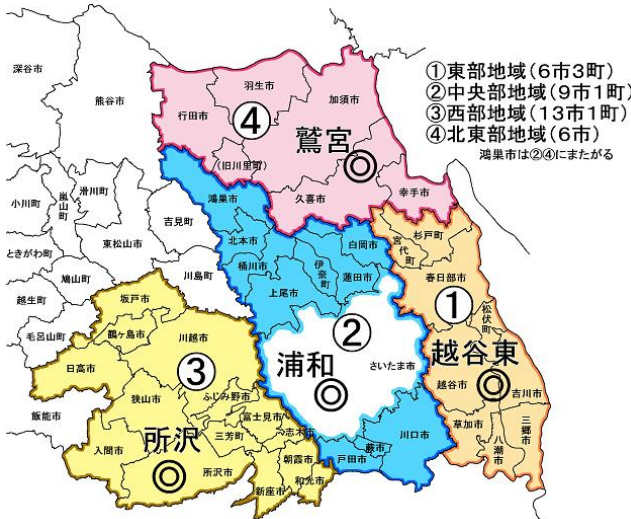 ①東部地域(6市3町)
②中央部地域(9市1町)
③西部地域(13市1町)
④北東部地域(6市)
鴻巣市は②④にまたがる
深谷市
熊谷市
行田市
羽生市
加須市
④
鷲宮
(旧川里町)
久喜市
幸手市
小川町
嵐山町
滑川町
吉見町
鴻巣市
ときがわ町
東松山市
北本市
白岡市
宮代町
杉戸町
鳩山町
川島町
桶川市
伊奈町
蓮田市
春日部市
越生町
上尾市
①
坂戸市
松伏町
毛呂山町
鶴ヶ島市
川越市
②
越谷東
日高市
③
浦和
さいたま市
越谷市
吉川市
狭山市
ふじみ野市
飯能市
富士見市
草加市
三郷市
所沢
三芳町
志木市
川口市
入間市
朝霞市
戸田市
蕨市
八潮市
所沢市
新座市
和光市